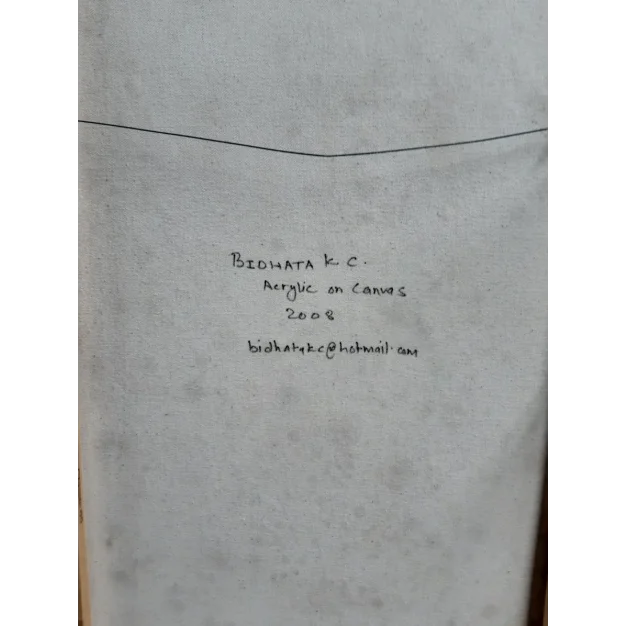 BIDHATA K C.
Acrylic on Canvas
2008
bidhatakc@hotmail.com